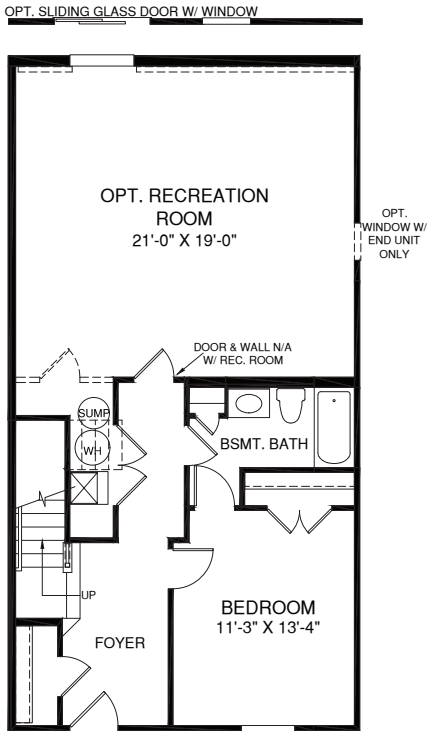 OPT. SLIDING GLASS DOOR W/ WINDOW
OPT. RECREATION
ROOM
21'-0" X 19'-0"
OPT.
WINDOW W/
END UNIT
ONLY
DOOR & WALL N/A
W/ REC. ROOM
SUMP
WH
BSMT. BATH
UP
BEDROOM
11'-3" X 13'-4"
FOYER